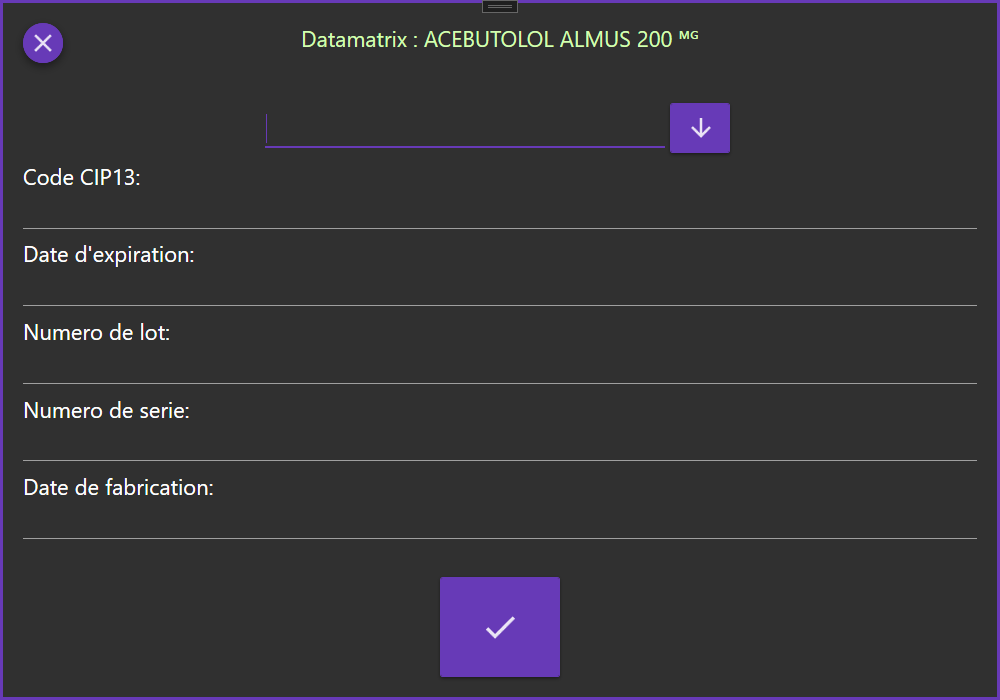 Datamatrix : ACEBUTOLOL ALMUS 200 ᴹᴳ
Code CIP13:
Date d'expiration:
Numero de lot:
Numero de serie:
Date de fabrication: